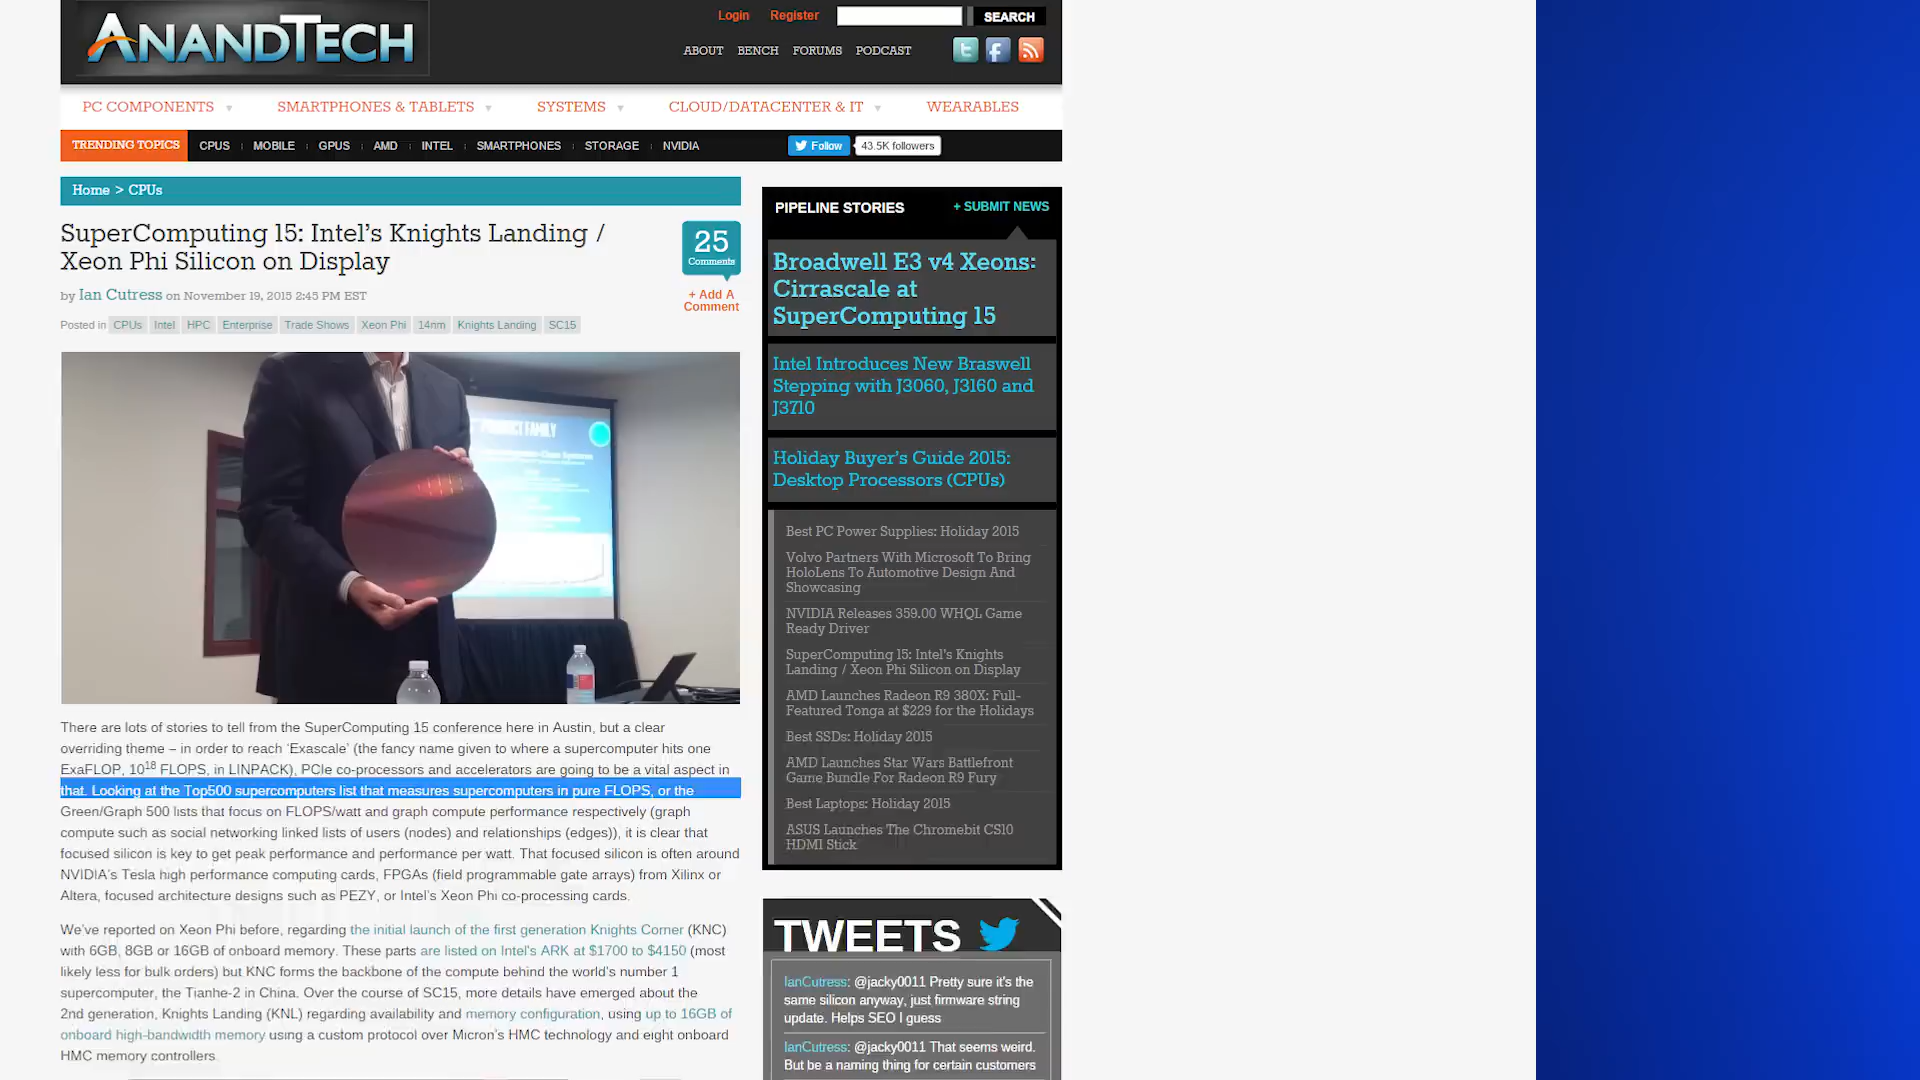 ANANDTECH
Login Register SEARCH
ABOUT BENCH FORUMS PODCAST
PC COMPONENTS SMARTPHONES & TABLETS SYSTEMS CLOUD/DATACENTER & IT WEARABLES
TRENDING TOPICS CPUS MOBILE GPUS AMD INTEL SMARTPHONES STORAGE NVIDIA Follow 43.5K followers
Home > CPUs
SuperComputing 15: Intel's Knights Landing /
Xeon Phi Silicon on Display
25
Comments
+ Add A
Comment
by Ian Cutress on November 19, 2015 2:45 PM EST
Posted in CPUs Intel HPC Enterprise Trade Shows Xeon Phi 14nm Knights Landing SC15
PRODUCT FAMILY
There are lots of stories to tell from the SuperComputing 15 conference here in Austin, but a clear
overriding theme – in order to reach 'Exascale' (the fancy name given to where a supercomputer hits one
ExaFLOP, 10^18 FLOPS, in LINPACK), PCIe co-processors and accelerators are going to be a vital aspect in
that. Looking at the Top500 supercomputers list that measures supercomputers in pure FLOPS, or the
Green/Graph 500 lists that focus on FLOPS/watt and graph compute performance respectively (graph
compute such as social networking linked lists of users (nodes) and relationships (edges)), it is clear that
focused silicon is key to get peak performance and performance per watt. That focused silicon is often around
NVIDIA's Tesla high performance computing cards, FPGAs (field programmable gate arrays) from Xilinx or
Altera, focused architecture designs such as PEZY, or Intel's Xeon Phi co-processing cards.
We've reported on Xeon Phi before, regarding the initial launch of the first generation Knights Corner (KNC)
with 6GB, 8GB or 16GB of onboard memory. These parts are listed on Intel's ARK at $1700 to $4150 (most
likely less for bulk orders) but KNC forms the backbone of the compute behind the world's number 1
supercomputer, the Tianhe-2 in China. Over the course of SC15, more details have emerged about the
2nd generation, Knights Landing (KNL) regarding availability and memory configuration, using up to 16GB of
onboard high-bandwidth memory using a custom protocol over Micron's HMC technology and eight onboard
HMC memory controllers.
PIPELINE STORIES + SUBMIT NEWS
Broadwell E3 v4 Xeons:
Cirrascale at
SuperComputing 15
Intel Introduces New Braswell
Stepping with J3060, J3160 and
J3710
Holiday Buyer's Guide 2015:
Desktop Processors (CPUs)
Best PC Power Supplies: Holiday 2015
Volvo Partners With Microsoft To Bring
HoloLens To Automotive Design And
Showcasing
NVIDIA Releases 359.00 WHQL Game
Ready Driver
SuperComputing 15: Intel's Knights
Landing / Xeon Phi Silicon on Display
AMD Launches Radeon R9 380X: Full-
Featured Tonga at $229 for the Holidays
Best SSDs: Holiday 2015
AMD Launches Star Wars Battlefront
Game Bundle For Radeon R9 Fury
Best Laptops: Holiday 2015
ASUS Launches The Chromebit CS10
HDMI Stick
TWEETS
IanCutress: @jacky0011 Pretty sure it's the
same silicon anyway, just firmware string
update. Helps SEO I guess
IanCutress: @jacky0011 That seems weird.
But be a naming thing for certain customers